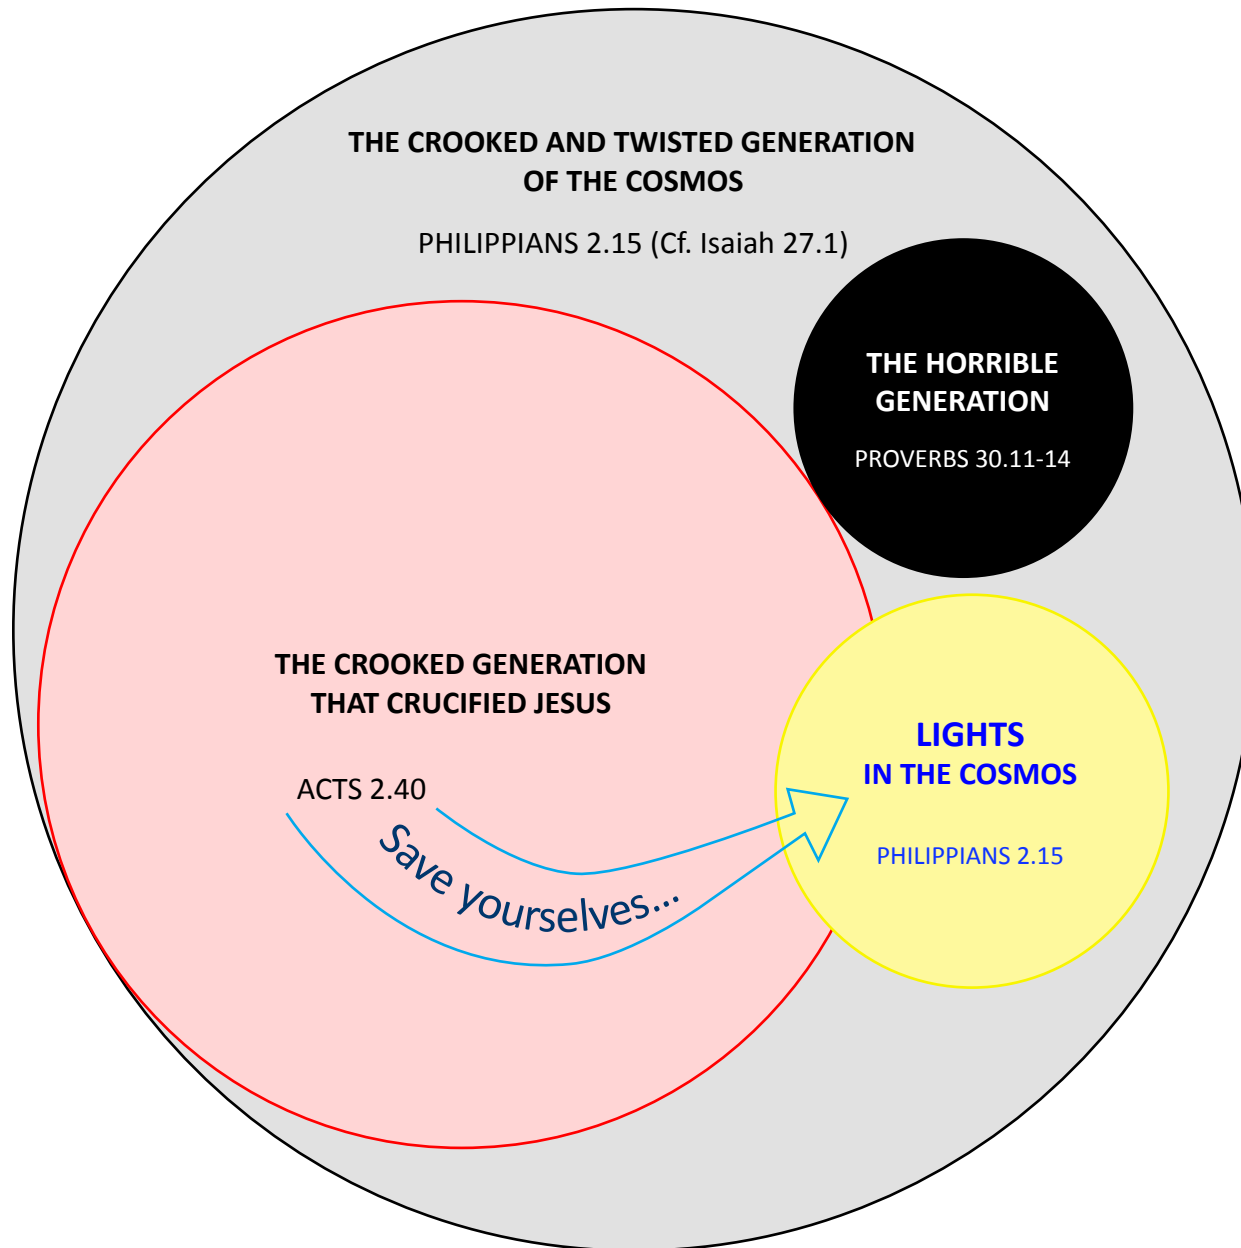 THE CROOKED AND TWISTED GENERATION
OF THE COSMOS
PHILIPPIANS 2.15 (Cf. Isaiah 27.1)
THE HORRIBLE
GENERATION
PROVERBS 30.11-14
THE CROOKED GENERATION
THAT CRUCIFIED JESUS
ACTS 2.40
Save yourselves...
LIGHTS
IN THE COSMOS
PHILIPPIANS 2.15